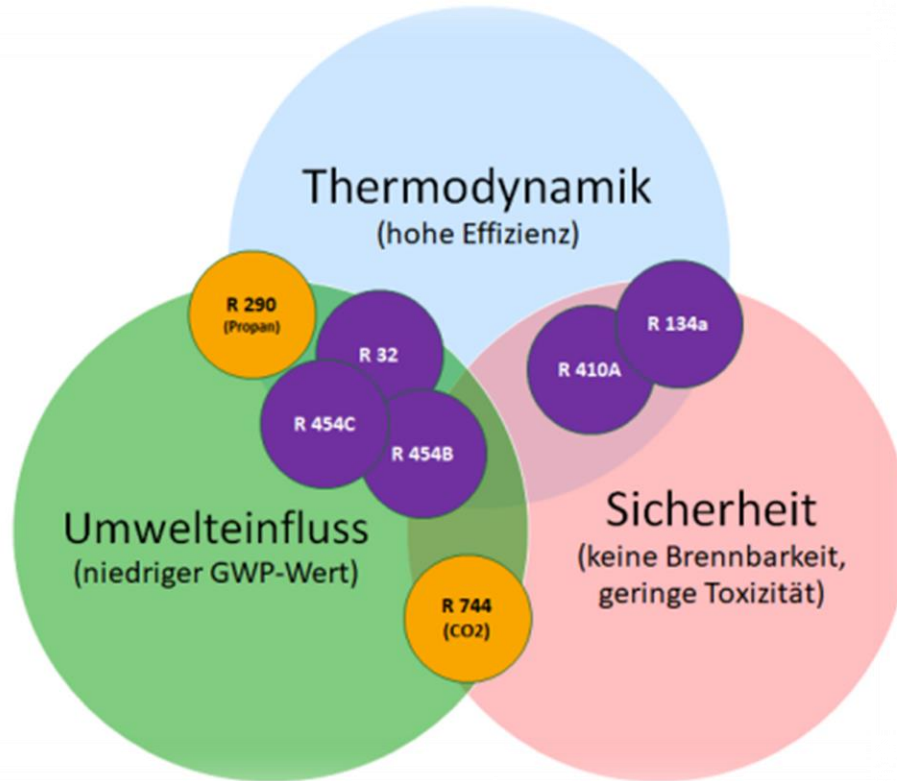 Thermodynamik
(hohe Effizienz)
R 290
(Propan)
R 32
R 134a
R 410A
R 454C
R 454B
Umwelteinfluss
(niedriger GWP-Wert)
Sicherheit
(keine Brennbarkeit,
geringe Toxizität)
R 744
(CO2)